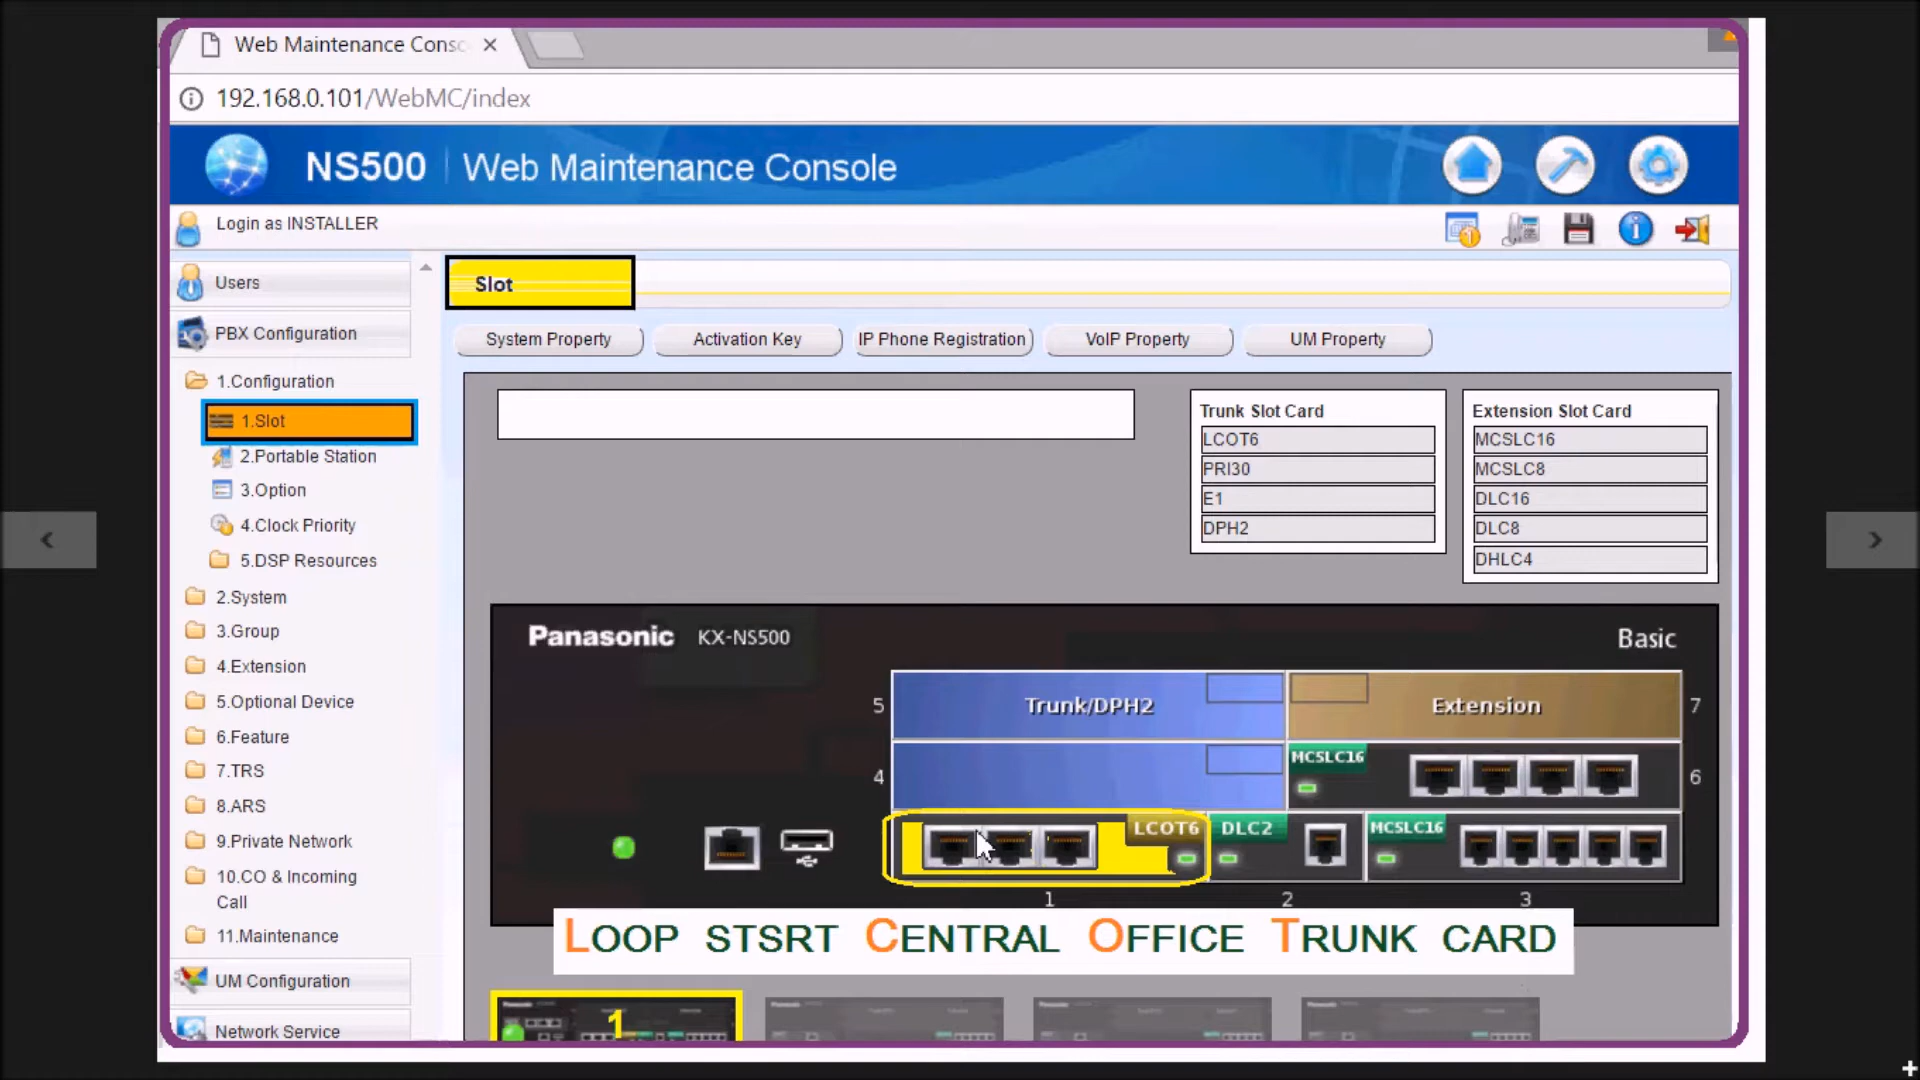 Web Maintenance Conso
192.168.0.101/WebMC/index
NS500 Web Maintenance Console
Login as INSTALLER
Users
PBX Configuration
1.Configuration
1.Slot
2.Portable Station
3.Option
4.Clock Priority
5.DSP Resources
2.System
3.Group
4.Extension
5.Optional Device
6.Feature
7.TRS
8.ARS
9.Private Network
10.CO & Incoming
Call
11.Maintenance
UM Configuration
Network Service
Slot
System Property
Activation Key
IP Phone Registration
VoIP Property
UM Property
Trunk Slot Card
LCOT6
PRI30
E1
DPH2
Extension Slot Card
MCSLC16
MCSLC8
DLC16
DLC8
DHLC4
Panasonic KX-NS500
Basic
5 Trunk/DPH2 Extension 7
4 MCSLC16 6
LCOT6 DLC2 MCSLC16
1 2 3
LOOP STSRT CENTRAL OFFICE TRUNK CARD
1